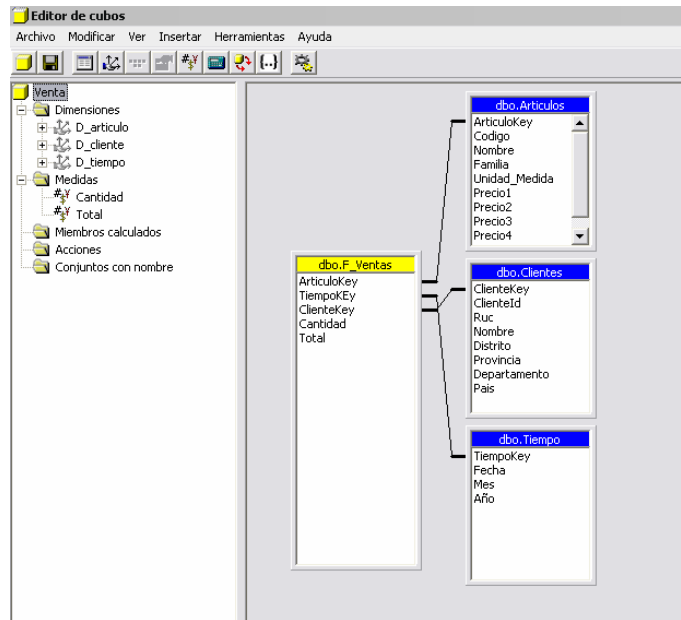 Editor de cubos
Archivo Modificar Ver Insertar Herramientas Ayuda
Venta
Dimensiones
D_articulo
D_cliente
D_tiempo
Medidas
Cantidad
Total
Miembros calculados
Acciones
Conjuntos con nombre
dbo.F_Ventas
ArticuloKey
TiempoKEy
ClienteKey
Cantidad
Total
dbo.Articulos
ArticuloKey
Codigo
Nombre
Familia
Unidad_Medida
Precio1
Precio2
Precio3
Precio4
dbo.Clientes
ClienteKey
ClienteId
Ruc
Nombre
Distrito
Provincia
Departamento
Pais
dbo.Tiempo
TiempoKey
Fecha
Mes
Año